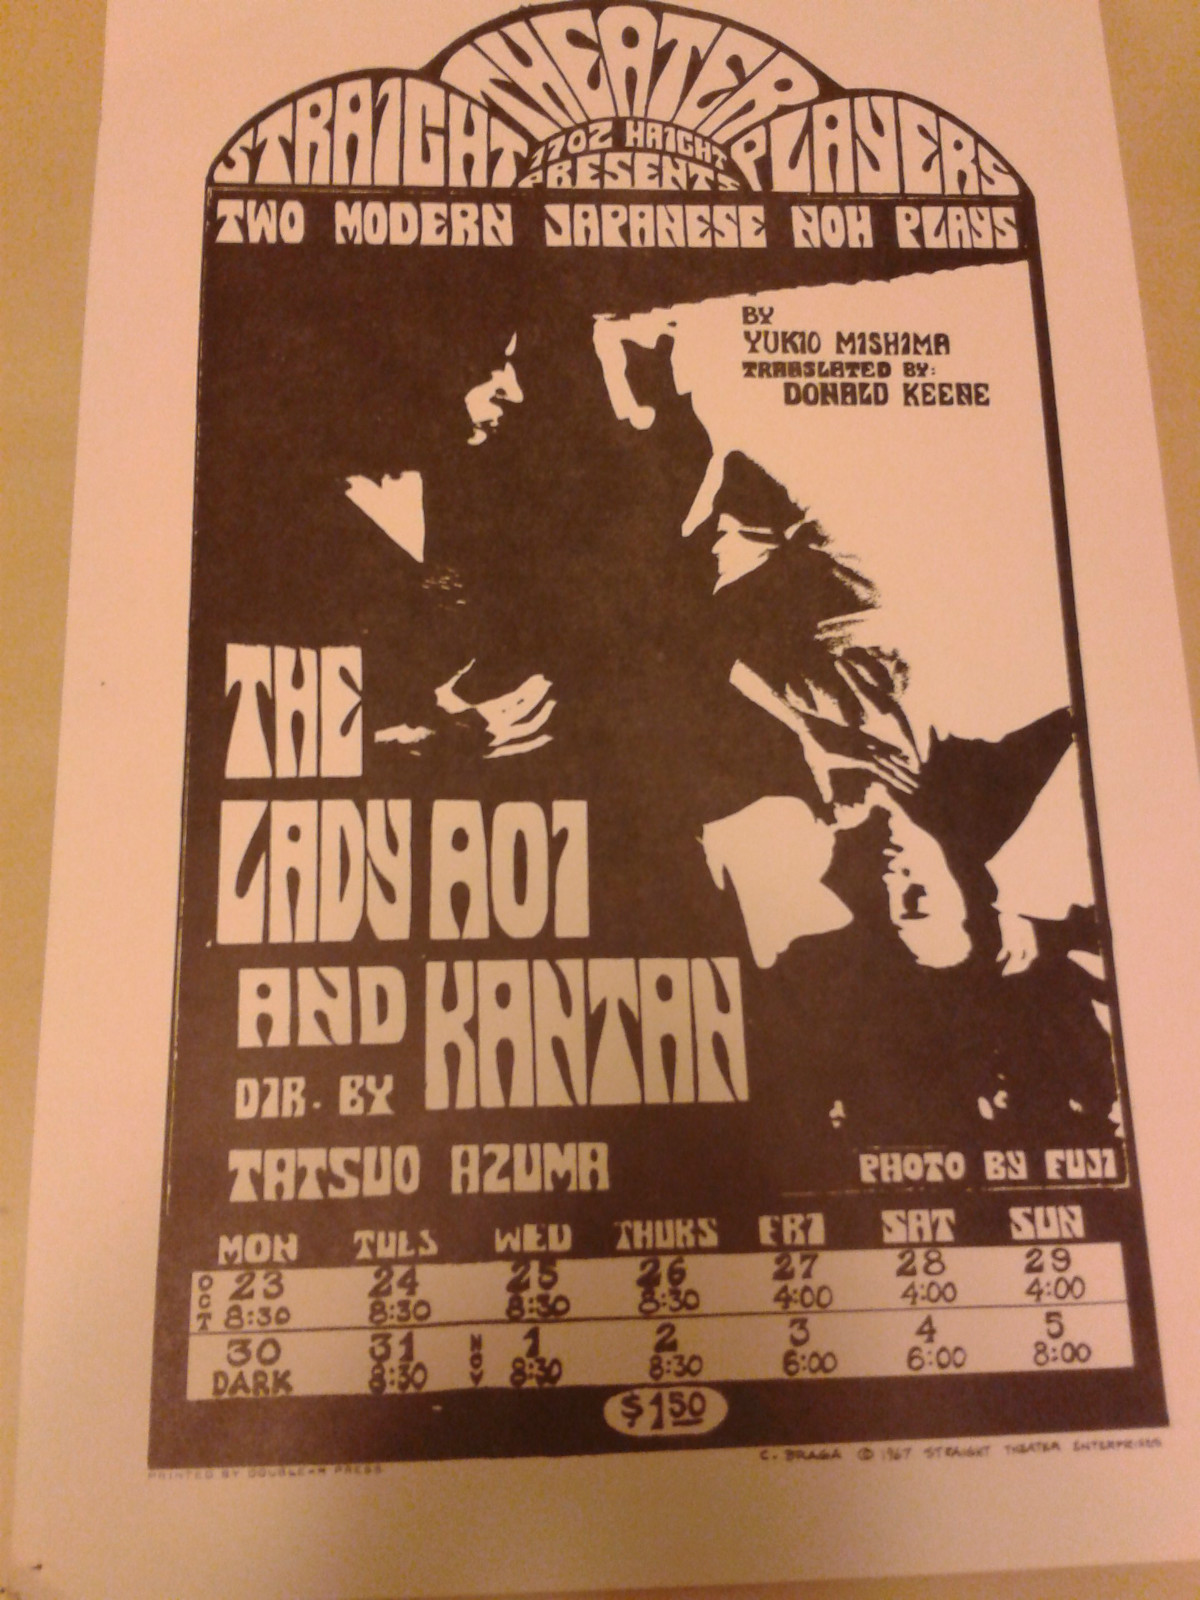 STRAIGHT THEATER PLAYERS
1702 HAIGHT
PRESENTS
TWO MODERN JAPANESE NOH PLAYS
BY
YUKIO MISHIMA
TRANSLATED BY:
DONALD KEENE
THE
LADY AOI
AND KANTAN
DIR. BY
TATSUO AZUMA
PHOTO BY FUJI
MON TUES WED THURS FRI SAT SUN
OCT 23 24 25 26 27 28 29
8:30 8:30 8:30 8:30 4:00 4:00 4:00
30 31 NOV 1 2 3 4 5
DARK 8:30 8:30 8:30 6:00 6:00 8:00
$1.50
C. BRAGA © 1967 STRAIGHT THEATER ENTERPRISES
PRINTED BY DOUBLE-H PRESS